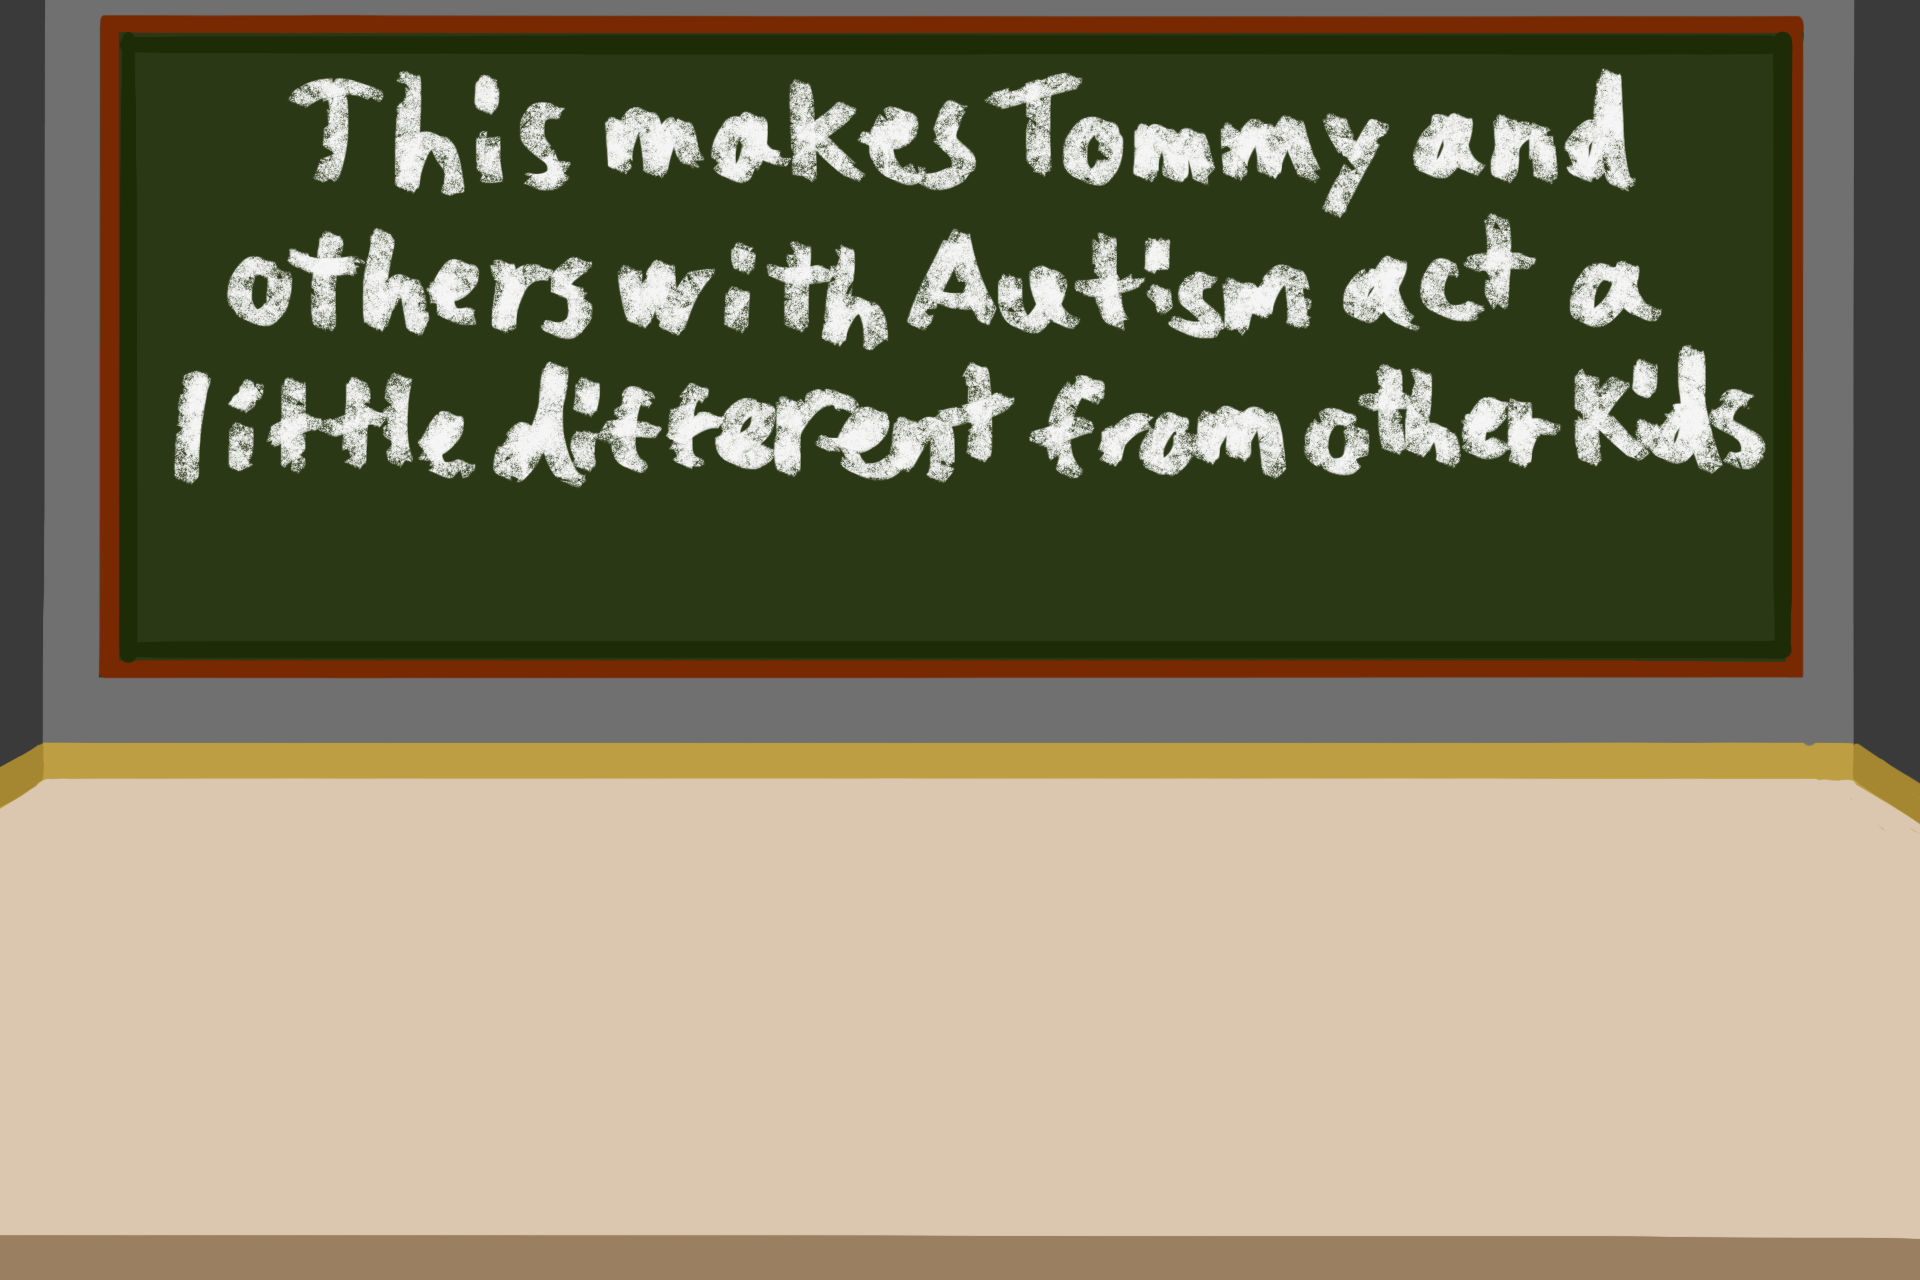 This makes Tommy and
others with Autism act a
little different from other Kids